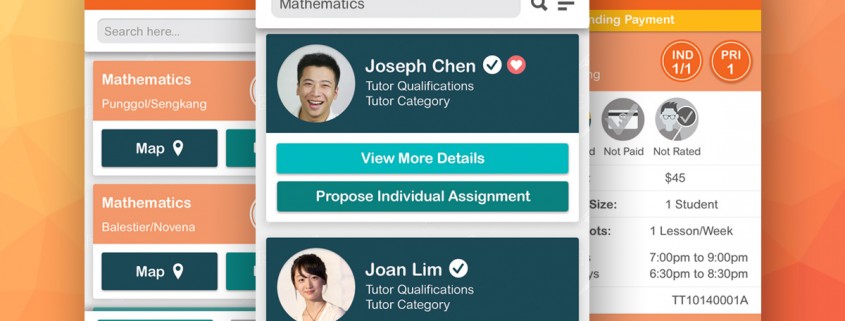 Search here...
Mathematics
Punggol/Sengkang
Map
Mathematics
Balestier/Novena
Map
Mathematics
Joseph Chen
Tutor Qualifications
Tutor Category
View More Details
Propose Individual Assignment
Joan Lim
Tutor Qualifications
Tutor Category
nding Payment
IND
1/1
PRI
1
Not Paid
Not Rated
$45
Size: 1 Student
ots: 1 Lesson/Week
7:00pm to 9:00pm
6:30pm to 8:30pm
TT10140001A